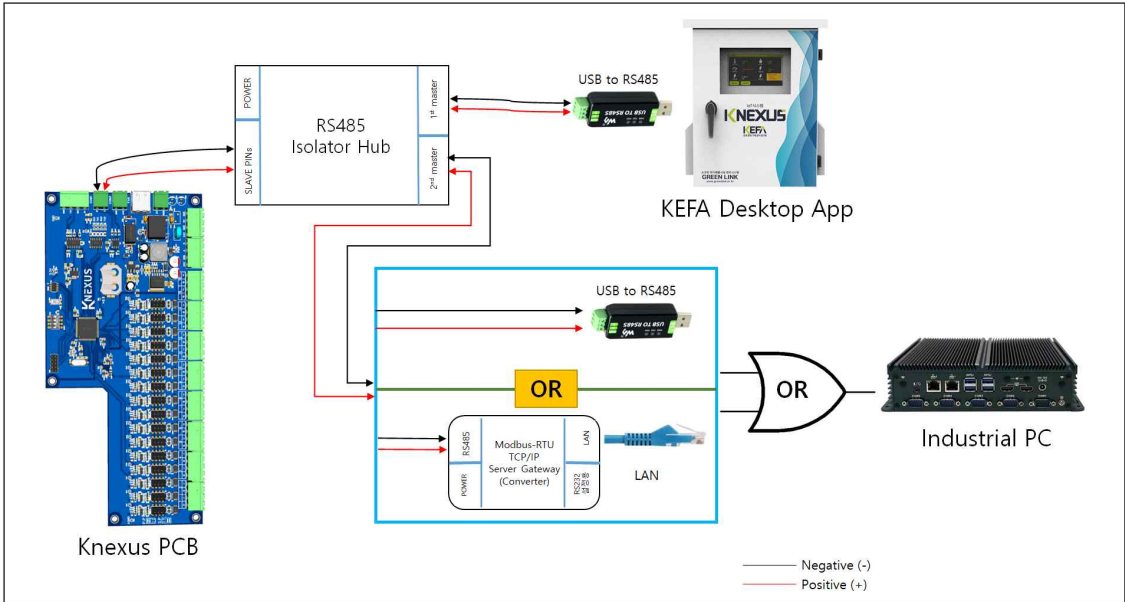 POWER
SLAVE PINs
RS485
Isolator Hub
1st master
2nd master
USB to RS485
USB TO RS485
KNEXUS
KEFA
GREEN LINK
KEFA Desktop App
KNEXUS
Knexus PCB
USB to RS485
USB TO RS485
OR
OR
RS485
POWER
Modbus-RTU
TCP/IP
Server Gateway
(Converter)
LAN
RS232
LAN
Industrial PC
Negative (-)
Positive (+)